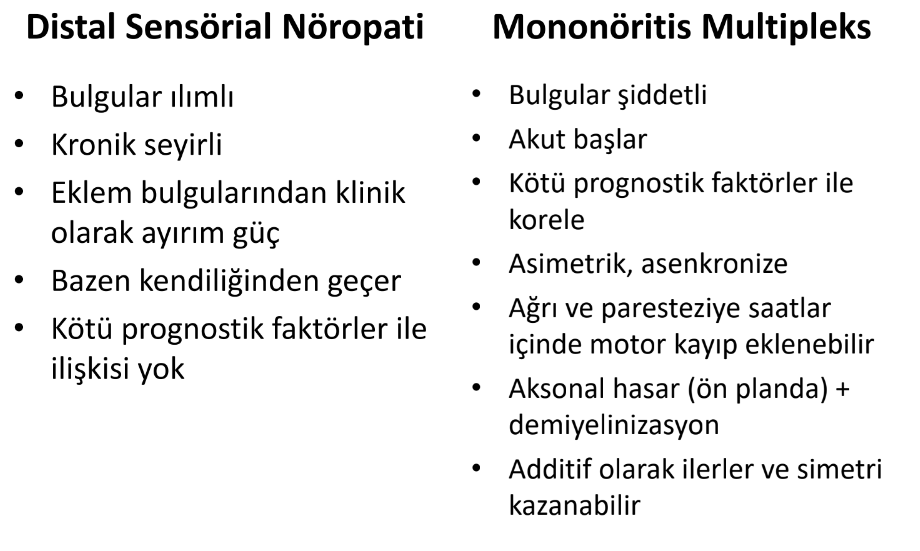 Distal Sensörial Nöropati
• Bulgular ılımlı
• Kronik seyirli
• Eklem bulgularından klinik
olarak ayırım güç
• Bazen kendiliğinden geçer
• Kötü prognostik faktörler ile
ilişkisi yok
Mononöritis Multipleks
• Bulgular şiddetli
• Akut başlar
• Kötü prognostik faktörler ile
korele
• Asimetrik, asenkronize
• Ağrı ve paresteziye saatlar
içinde motor kayıp eklenebilir
• Aksonal hasar (ön planda) +
demiyelinizasyon
• Additif olarak ilerler ve simetri
kazanabilir